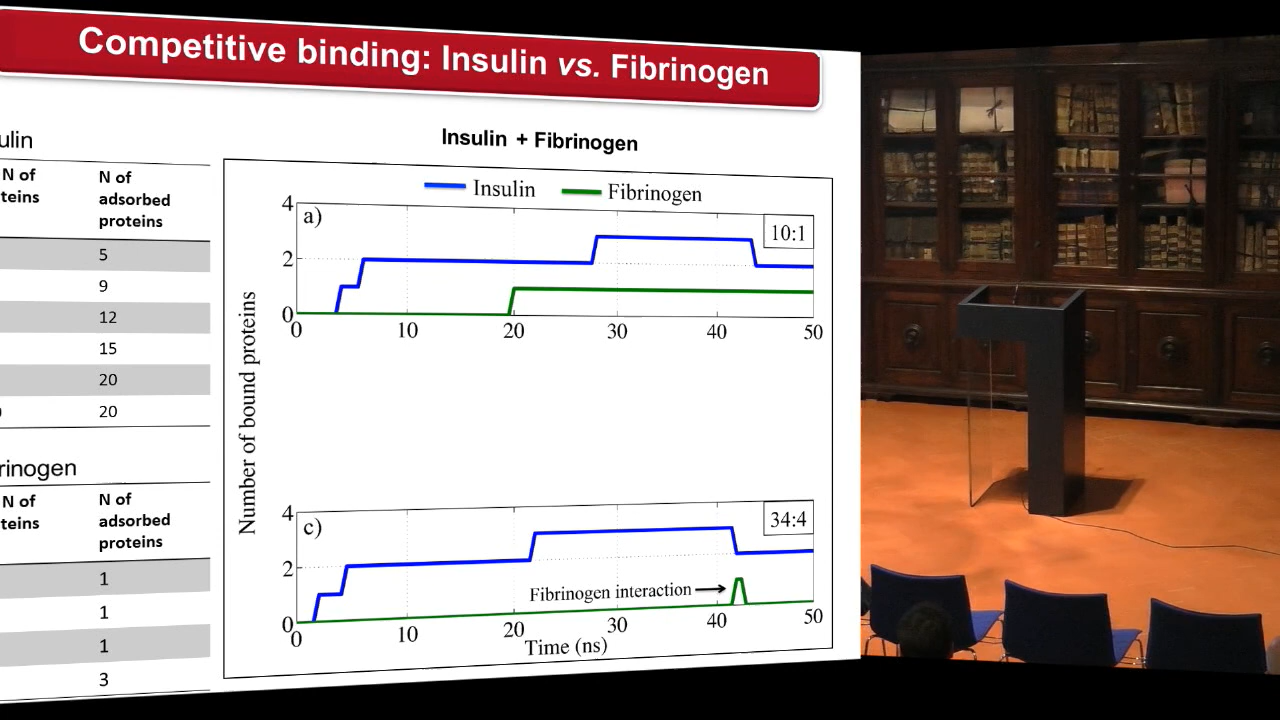 Competitive binding: Insulin vs. Fibrinogen
ulin
N of
teins
N of
adsorbed
proteins
5
9
12
15
20
0
20
rinogen
N of
teins
N of
adsorbed
proteins
1
1
1
3
Insulin + Fibrinogen
Insulin Fibrinogen
Number of bound proteins
a)
10:1
4
2
0
0 10 20 30 40 50
c)
34:4
4
2
0
Fibrinogen interaction
0 10 20 30 40 50
Time (ns)